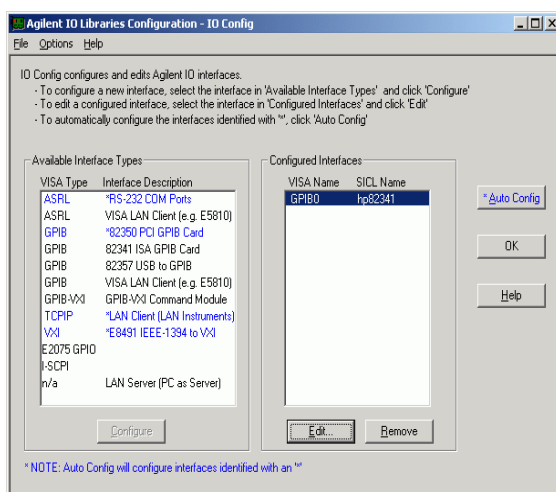 Agilent IO Libraries Configuration - IO Config
File Options Help
IO Config configures and edits Agilent IO interfaces.
- To configure a new interface, select the interface in 'Available Interface Types' and click 'Configure'
- To edit a configured interface, select the interface in 'Configured Interfaces' and click 'Edit'
- To automatically configure the interfaces identified with '*', click 'Auto Config'
Available Interface Types
VISA Type Interface Description
ASRL *RS-232 COM Ports
ASRL VISA LAN Client (e.g. E5810)
GPIB *82350 PCI GPIB Card
GPIB 82341 ISA GPIB Card
GPIB 82357 USB to GPIB
GPIB VISA LAN Client (e.g. E5810)
GPIB-VXI GPIB-VXI Command Module
TCPIP *LAN Client (LAN Instruments)
VXI *E8491 IEEE-1394 to VXI
E2075 GPIO
I-SCPI
n/a LAN Server (PC as Server)
Configure
Configured Interfaces
VISA Name SICL Name
GPIB0 hp82341
Edit... Remove
*Auto Config
OK
Help
* NOTE: Auto Config will configure interfaces identified with an '*'